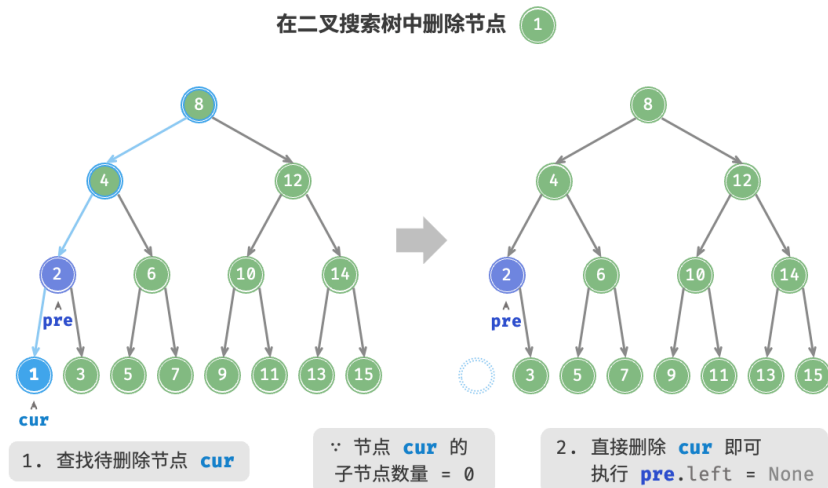 在二叉搜索树中删除节点 1
8
4 12
2 6 10 14
pre
1 3 5 7 9 11 13 15
cur
8
4 12
2 6 10 14
pre
3 5 7 9 11 13 15
1. 查找待删除节点 cur
∵ 节点 cur 的
子节点数量 = 0
2. 直接删除 cur 即可
执行 pre.left = None